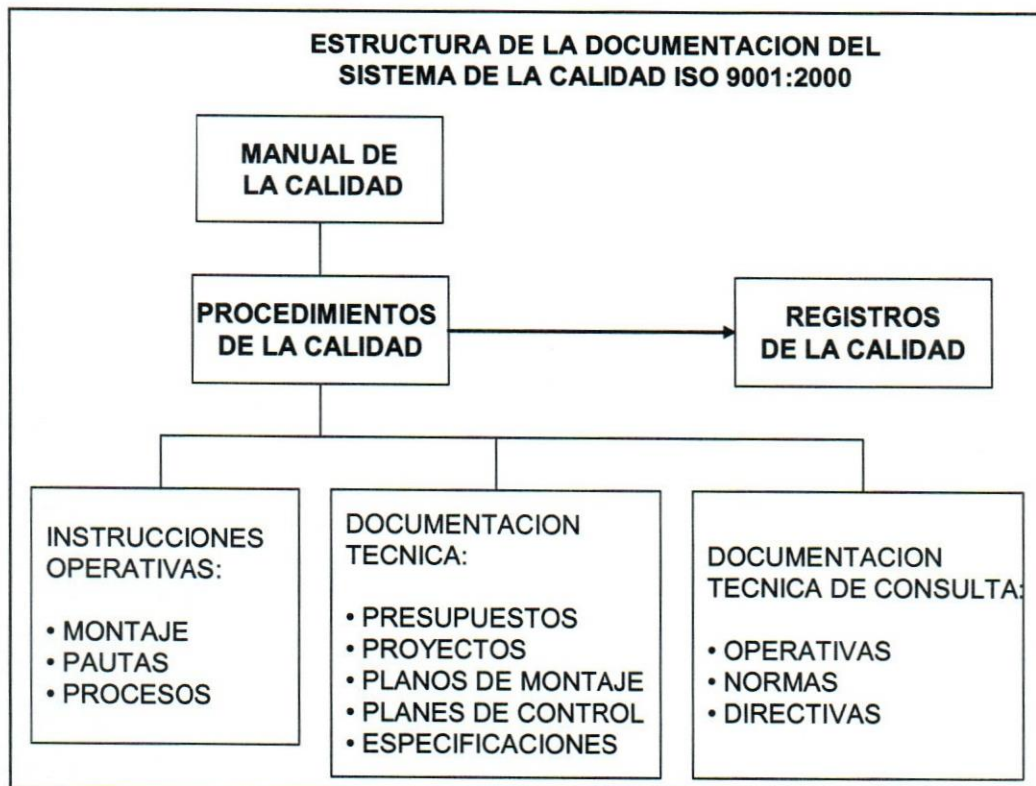 ESTRUCTURA DE LA DOCUMENTACION DEL
SISTEMA DE LA CALIDAD ISO 9001:2000
MANUAL DE
LA CALIDAD
PROCEDIMIENTOS
DE LA CALIDAD
REGISTROS
DE LA CALIDAD
INSTRUCCIONES
OPERATIVAS:
• MONTAJE
• PAUTAS
• PROCESOS
DOCUMENTACION
TECNICA:
• PRESUPUESTOS
• PROYECTOS
• PLANOS DE MONTAJE
• PLANES DE CONTROL
• ESPECIFICACIONES
DOCUMENTACION
TECNICA DE CONSULTA:
• OPERATIVAS
• NORMAS
• DIRECTIVAS